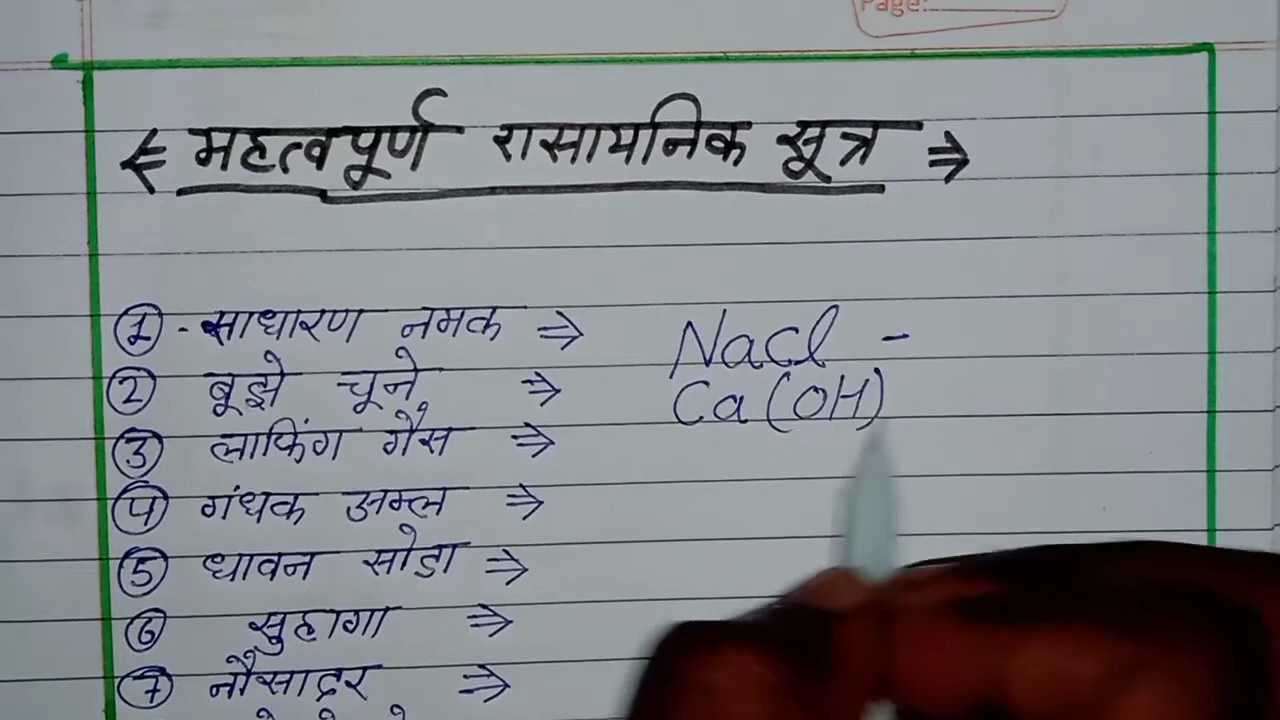 Page:
⇐ महत्वपूर्ण रासायनिक सूत्र ⇒
① - साधारण नमक ⇒ NaCl -
② बूझे चूने ⇒ Ca(OH)
③ लाफिंग गैस ⇒
④ गंधक अम्ल ⇒
⑤ धावन सोडा ⇒
⑥ सुहागा ⇒
⑦ नौसादर ⇒